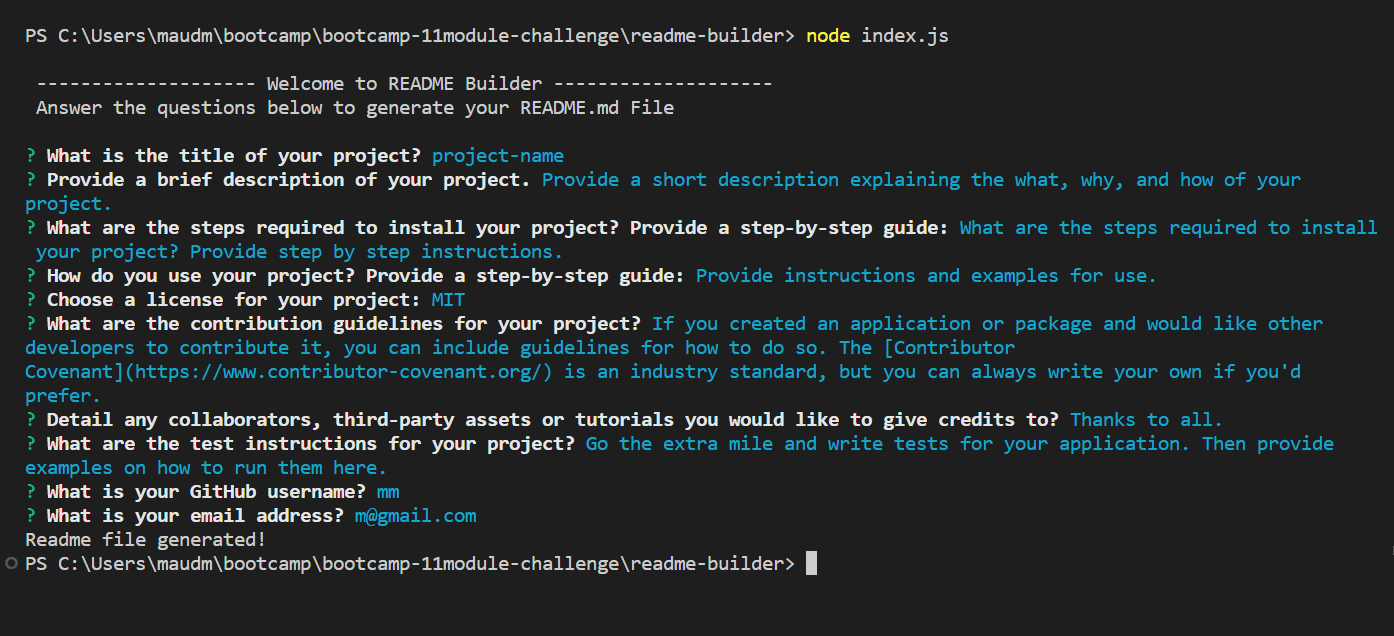 PS C:\Users\maudm\bootcamp\bootcamp-11module-challenge\readme-builder> node index.js
-------------------- Welcome to README Builder --------------------
Answer the questions below to generate your README.md File
? What is the title of your project? project-name
? Provide a brief description of your project. Provide a short description explaining the what, why, and how of your
project.
? What are the steps required to install your project? Provide a step-by-step guide: What are the steps required to install
your project? Provide step by step instructions.
? How do you use your project? Provide a step-by-step guide: Provide instructions and examples for use.
? Choose a license for your project: MIT
? What are the contribution guidelines for your project? If you created an application or package and would like other
developers to contribute it, you can include guidelines for how to do so. The [Contributor
Covenant](https://www.contributor-covenant.org/) is an industry standard, but you can always write your own if you'd
prefer.
? Detail any collaborators, third-party assets or tutorials you would like to give credits to? Thanks to all.
? What are the test instructions for your project? Go the extra mile and write tests for your application. Then provide
examples on how to run them here.
? What is your GitHub username? mm
? What is your email address? m@gmail.com
Readme file generated!
PS C:\Users\maudm\bootcamp\bootcamp-11module-challenge\readme-builder>